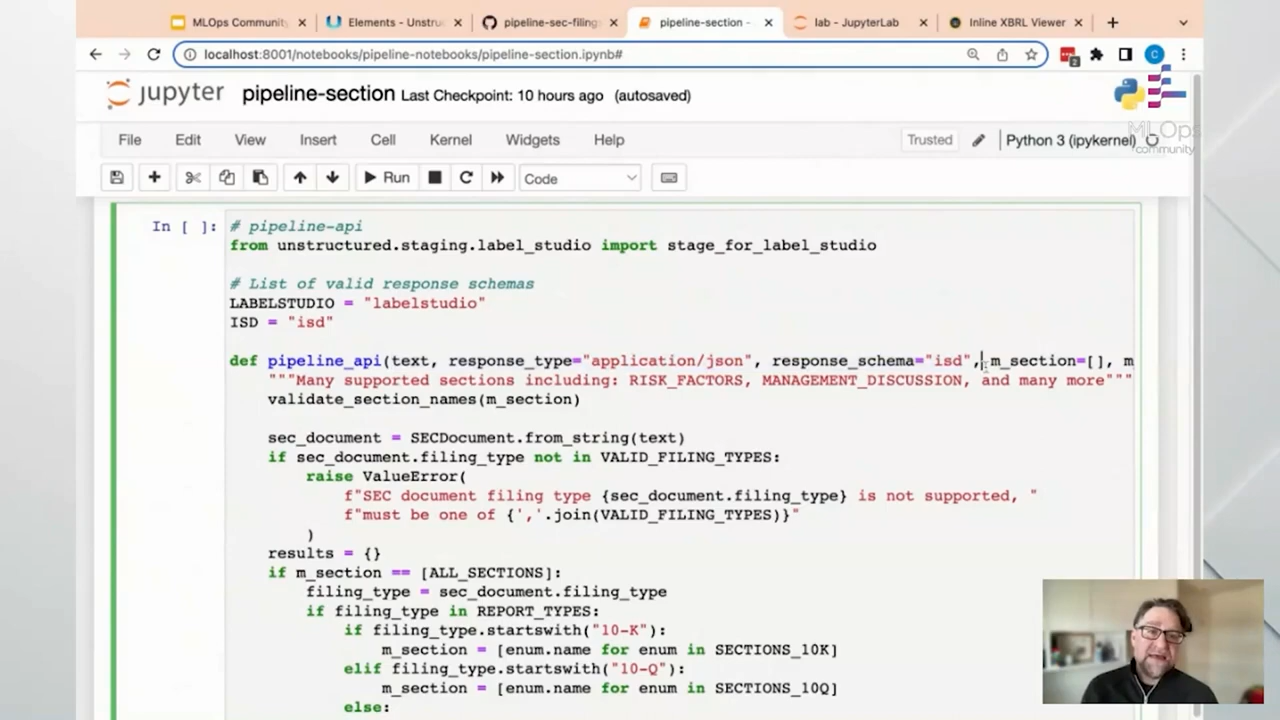 MLOps Community
Elements - Unstru
pipeline-sec-filing
pipeline-section -
lab - JupyterLab
Inline XBRL Viewer
localhost:8001/notebooks/pipeline-notebooks/pipeline-section.ipynb#
2
C
jupyter pipeline-section Last Checkpoint: 10 hours ago (autosaved)
MLOps
community
File Edit View Insert Cell Kernel Widgets Help Trusted Python 3 (ipykernel)
Run Code
In [ ]: # pipeline-api
from unstructured.staging.label_studio import stage_for_label_studio
# List of valid response schemas
LABELSTUDIO = "labelstudio"
ISD = "isd"
def pipeline_api(text, response_type="application/json", response_schema="isd", m_section=[], m
"""Many supported sections including: RISK_FACTORS, MANAGEMENT_DISCUSSION, and many more"""
validate_section_names(m_section)
sec_document = SECDocument.from_string(text)
if sec_document.filing_type not in VALID_FILING_TYPES:
raise ValueError(
f"SEC document filing type {sec_document.filing_type} is not supported, "
f"must be one of {','.join(VALID_FILING_TYPES)}"
)
results = {}
if m_section == [ALL_SECTIONS]:
filing_type = sec_document.filing_type
if filing_type in REPORT_TYPES:
if filing_type.startswith("10-K"):
m_section = [enum.name for enum in SECTIONS_10K]
elif filing_type.startswith("10-Q"):
m_section = [enum.name for enum in SECTIONS_10Q]
else: